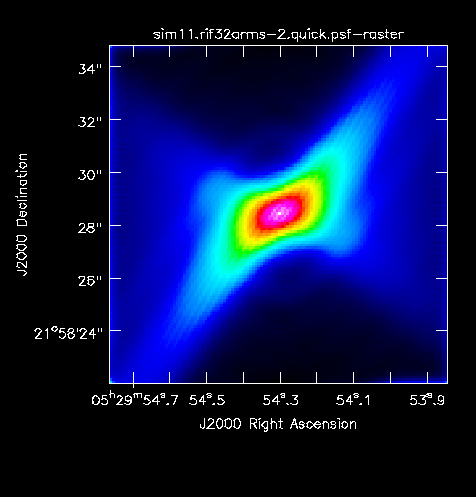 sim11.rif32arms-2.quick.psf-raster
34"
32"
30"
28"
26"
21°58'24"
J2000 Declination
05ʰ29ᵐ54ˢ.7 54ˢ.5 54ˢ.3 54ˢ.1 53ˢ.9
J2000 Right Ascension